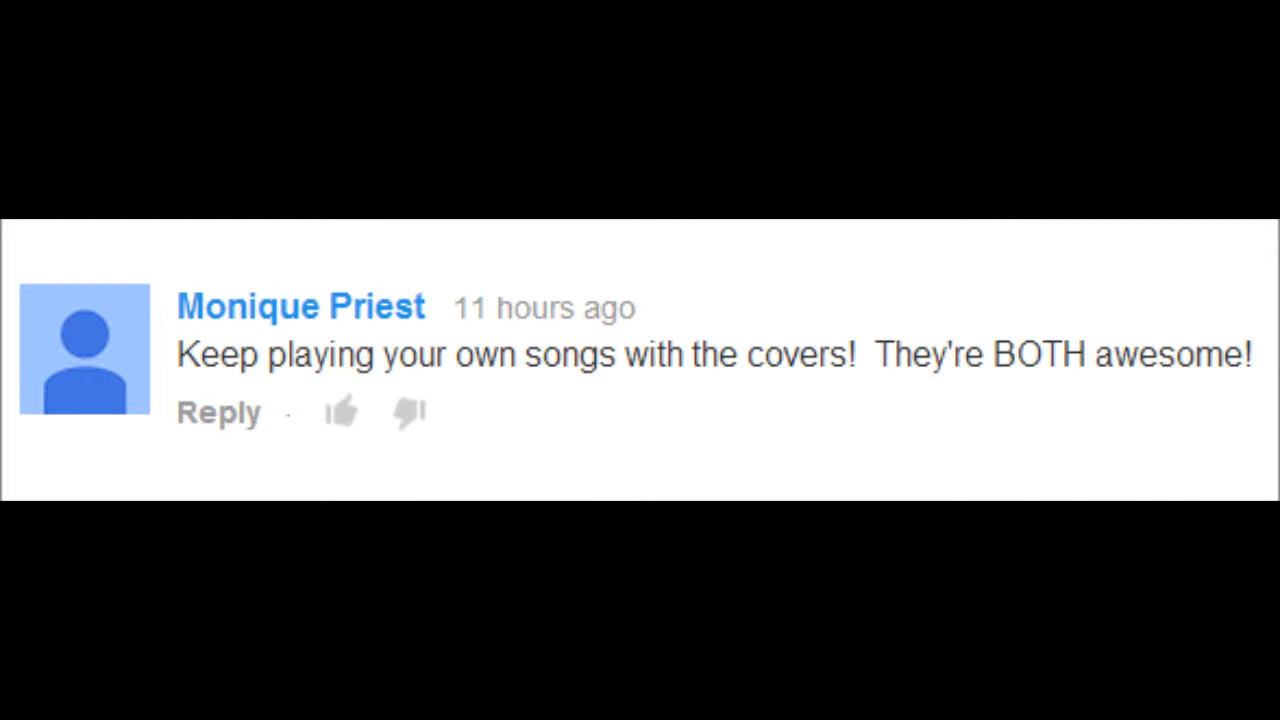 Monique Priest 11 hours ago
Keep playing your own songs with the covers!  They're BOTH awesome!
Reply ·